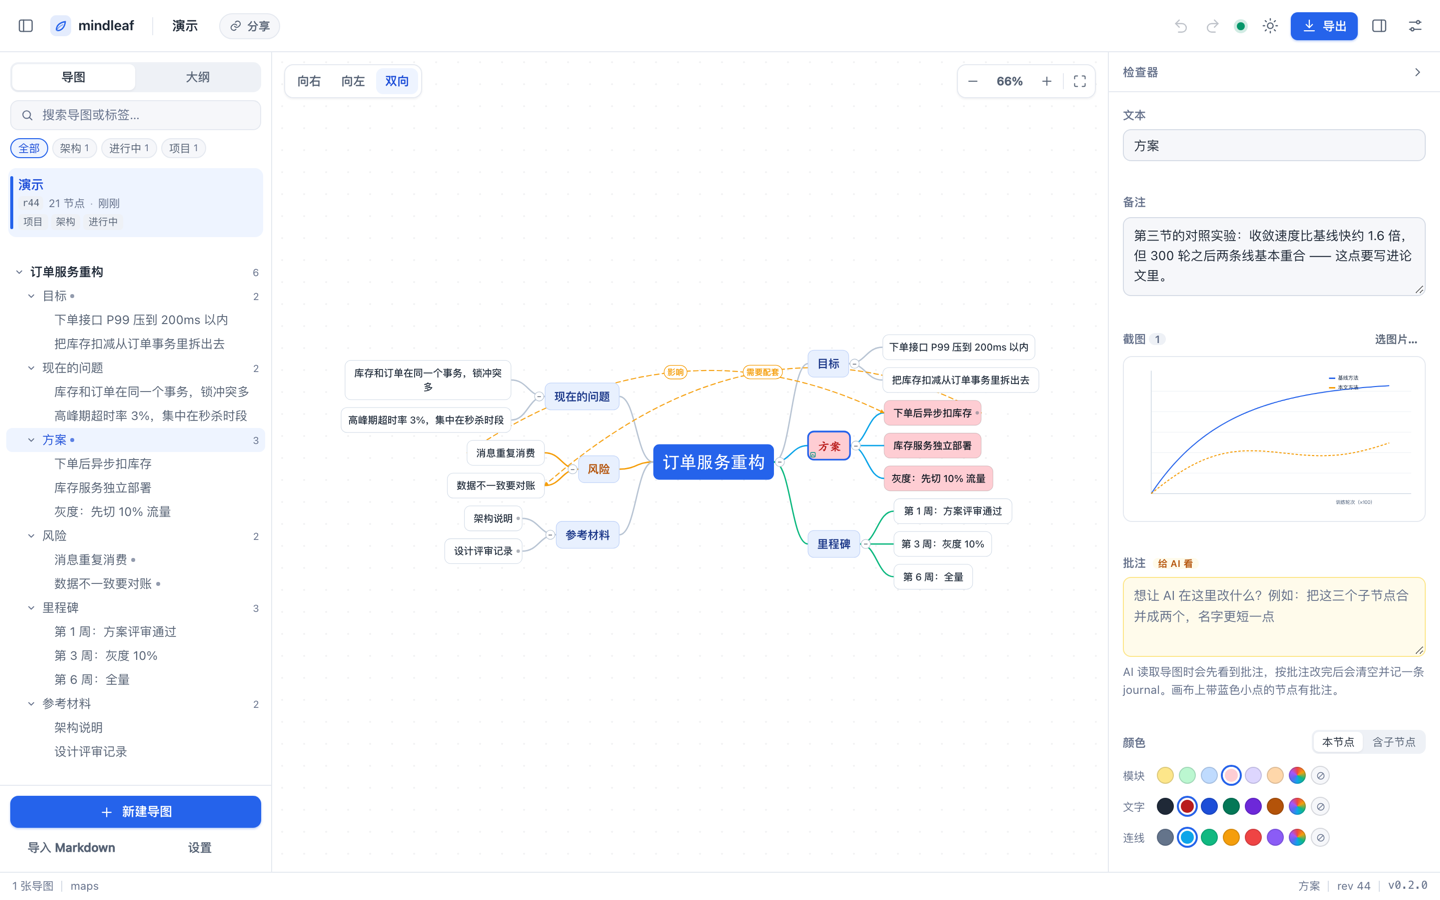 mindleaf
演示
分享
导出
导图
大纲
搜索导图或标签...
全部
架构 1
进行中 1
项目 1
演示
r44 21 节点 · 刚刚
项目 架构 进行中
订单服务重构 6
目标 2
下单接口 P99 压到 200ms 以内
把库存扣减从订单事务里拆出去
现在的问题 2
库存和订单在同一个事务，锁冲突多
高峰期超时率 3%，集中在秒杀时段
方案 3
下单后异步扣库存
库存服务独立部署
灰度：先切 10% 流量
风险 2
消息重复消费
数据不一致要对账
里程碑 3
第 1 周：方案评审通过
第 3 周：灰度 10%
第 6 周：全量
参考材料 2
架构说明
设计评审记录
新建导图
导入 Markdown
设置
1 张导图
maps
向右
向左
双向
66%
库存和订单在同一个事务，锁冲突
多
高峰期超时率 3%，集中在秒杀时段
现在的问题
消息重复消费
数据不一致要对账
风险
架构说明
设计评审记录
参考材料
影响
需要配套
订单服务重构
目标
下单接口 P99 压到 200ms 以内
把库存扣减从订单事务里拆出去
方案
下单后异步扣库存
库存服务独立部署
灰度：先切 10% 流量
里程碑
第 1 周：方案评审通过
第 3 周：灰度 10%
第 6 周：全量
检查器
文本
方案
备注
第三节的对照实验：收敛速度比基线快约 1.6 倍，
但 300 轮之后两条线基本重合 —— 这点要写进论
文里。
截图 1
选图片...
基线方法
本文方法
训练轮次（×102）
批注
给 AI 看
想让 AI 在这里改什么？例如：把这三个子节点合
并成两个，名字更短一点
AI 读取导图时会先看到批注，按批注改完后会清空并记一条
journal。画布上带蓝色小点的节点有批注。
颜色
本节点
含子节点
模块
文字
连线
方案
rev 44
v0.2.0